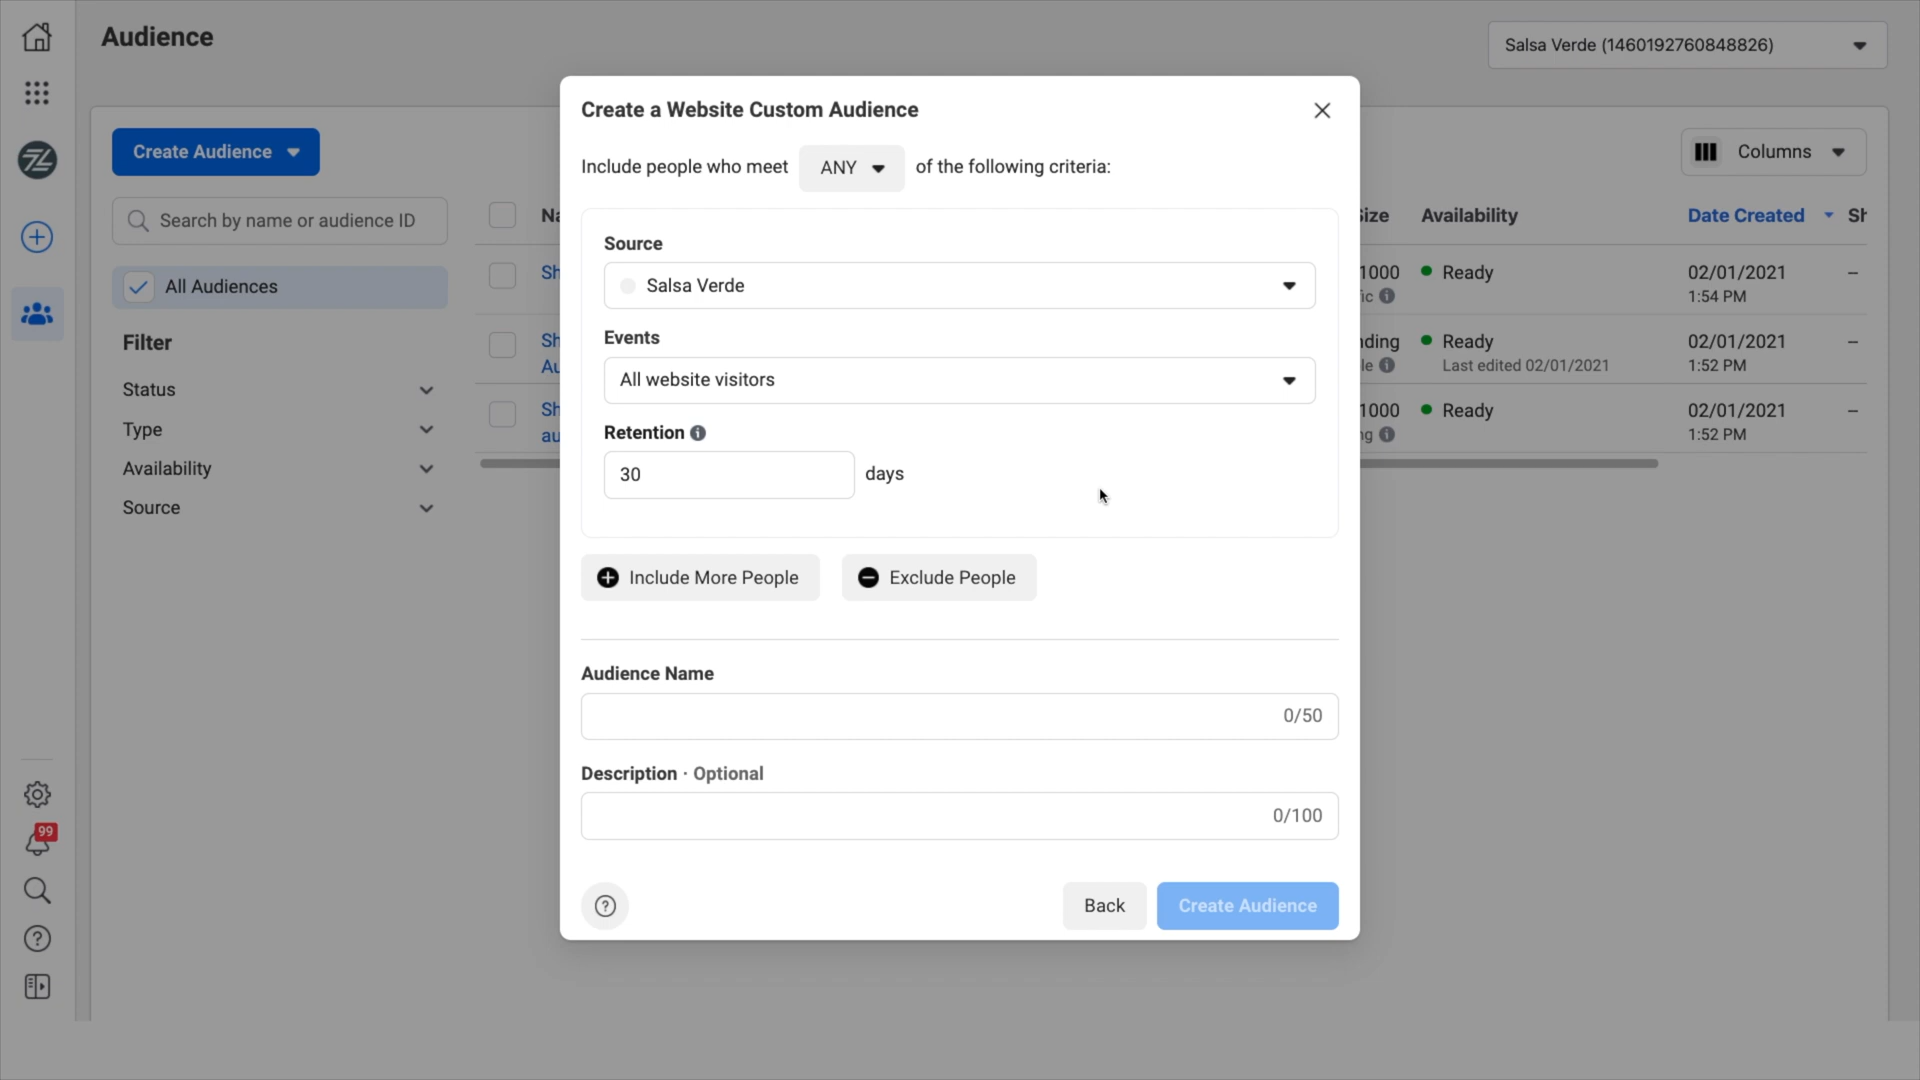 Audience
Salsa Verde (1460192760848826)
Create Audience
Search by name or audience ID
All Audiences
Filter
Status
Type
Availability
Source
Columns
Availability
Date Created
1000
Ready
02/01/2021
1:54 PM
–
Ready
Last edited 02/01/2021
02/01/2021
1:52 PM
–
1000
Ready
02/01/2021
1:52 PM
–
99
Create a Website Custom Audience
Include people who meet ANY of the following criteria:
Source
Salsa Verde
Events
All website visitors
Retention
30 days
Include More People
Exclude People
Audience Name
0/50
Description · Optional
0/100
Back
Create Audience